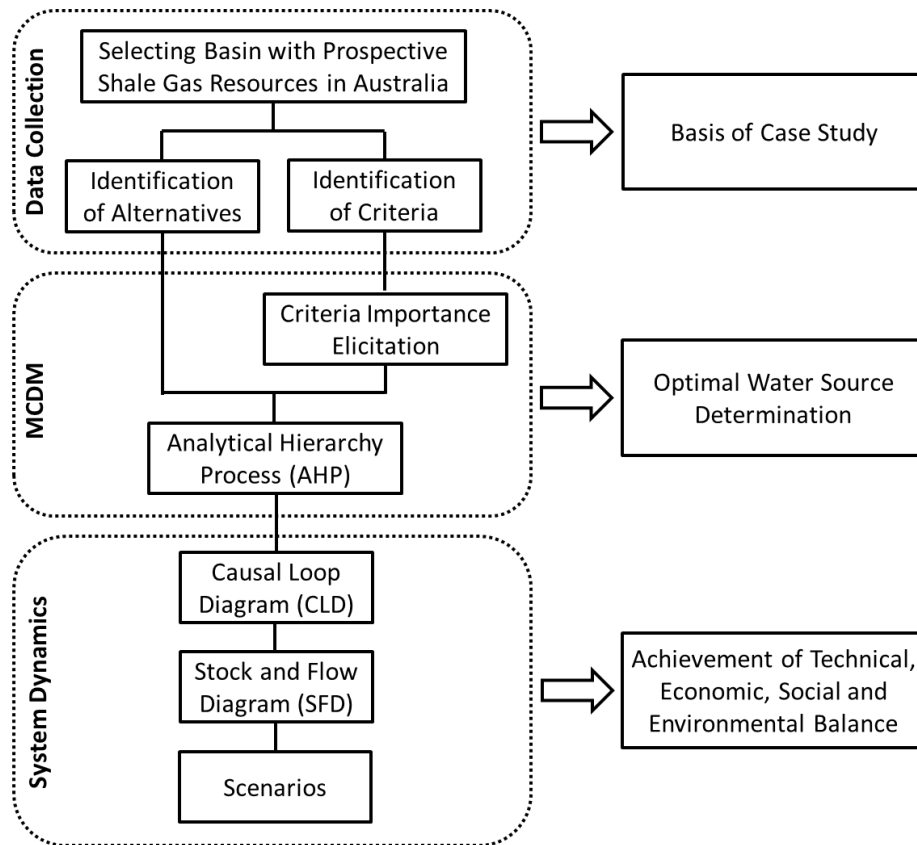 Data Collection
Selecting Basin with Prospective
Shale Gas Resources in Australia
Identification
of Alternatives
Identification
of Criteria
Basis of Case Study
MCDM
Criteria Importance
Elicitation
Analytical Hierarchy
Process (AHP)
Optimal Water Source
Determination
System Dynamics
Causal Loop
Diagram (CLD)
Stock and Flow
Diagram (SFD)
Scenarios
Achievement of Technical,
Economic, Social and
Environmental Balance